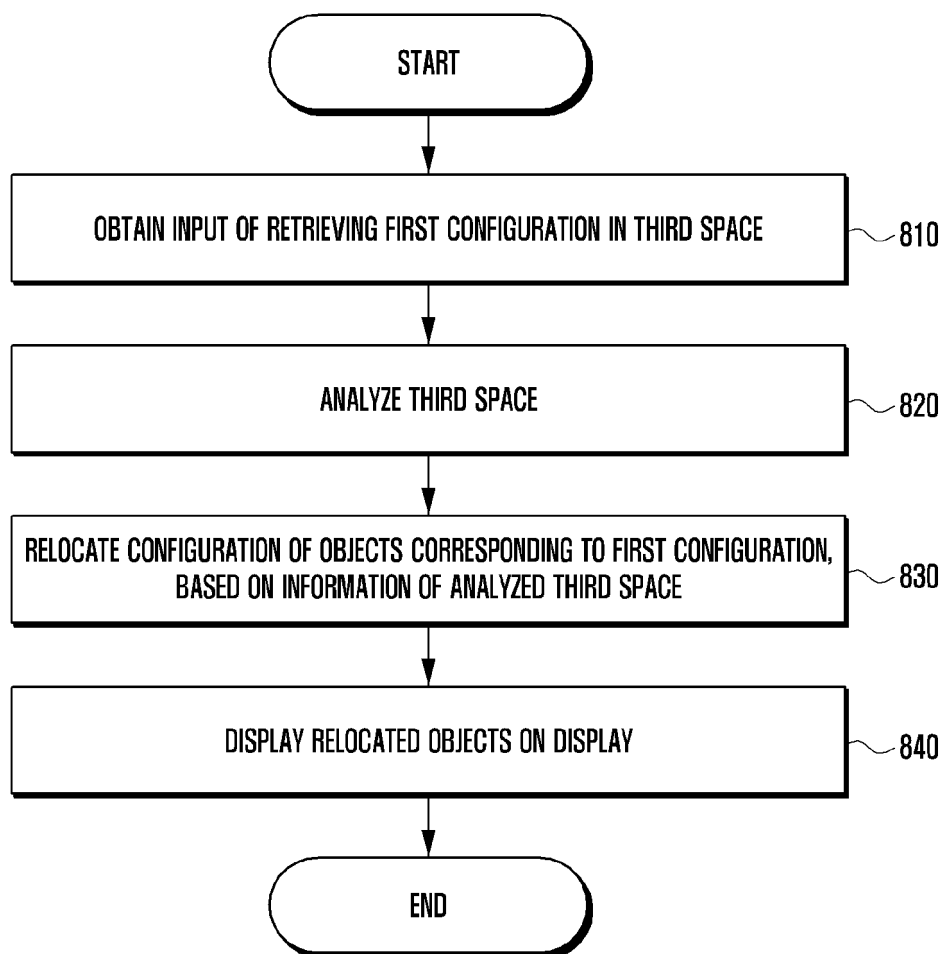 START
OBTAIN INPUT OF RETRIEVING FIRST CONFIGURATION IN THIRD SPACE
810
ANALYZE THIRD SPACE
820
RELOCATE CONFIGURATION OF OBJECTS CORRESPONDING TO FIRST CONFIGURATION,
BASED ON INFORMATION OF ANALYZED THIRD SPACE
830
DISPLAY RELOCATED OBJECTS ON DISPLAY
840
END